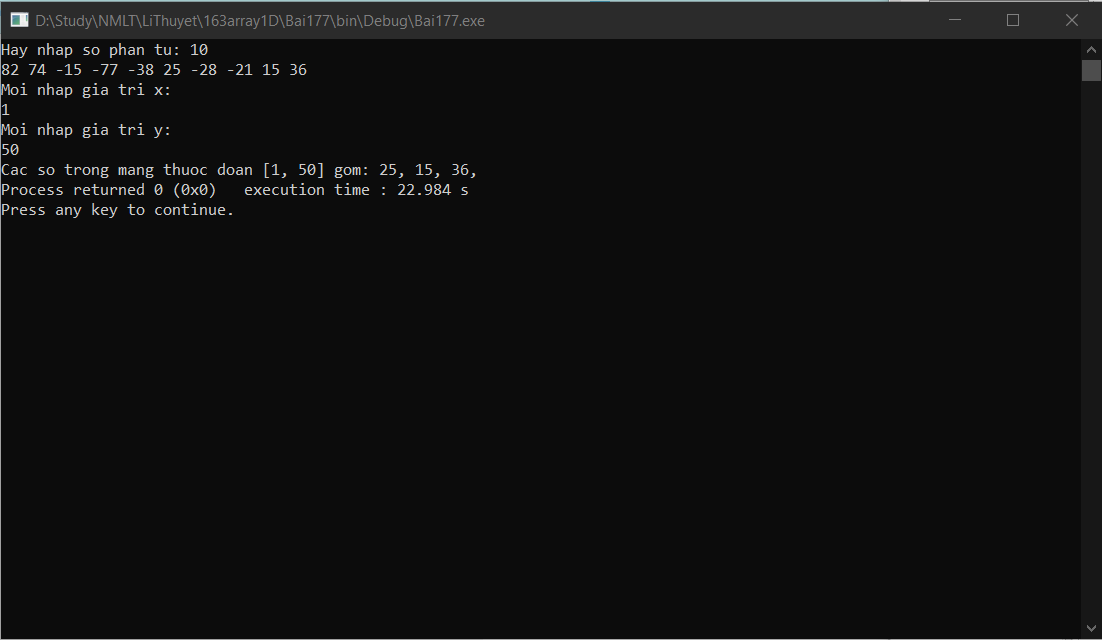 D:\Study\NMLT\LiThuyet\163array1D\Bai177\bin\Debug\Bai177.exe
Hay nhap so phan tu: 10
82 74 -15 -77 -38 25 -28 -21 15 36
Moi nhap gia tri x:
1
Moi nhap gia tri y:
50
Cac so trong mang thuoc doan [1, 50] gom: 25, 15, 36,
Process returned 0 (0x0)   execution time : 22.984 s
Press any key to continue.